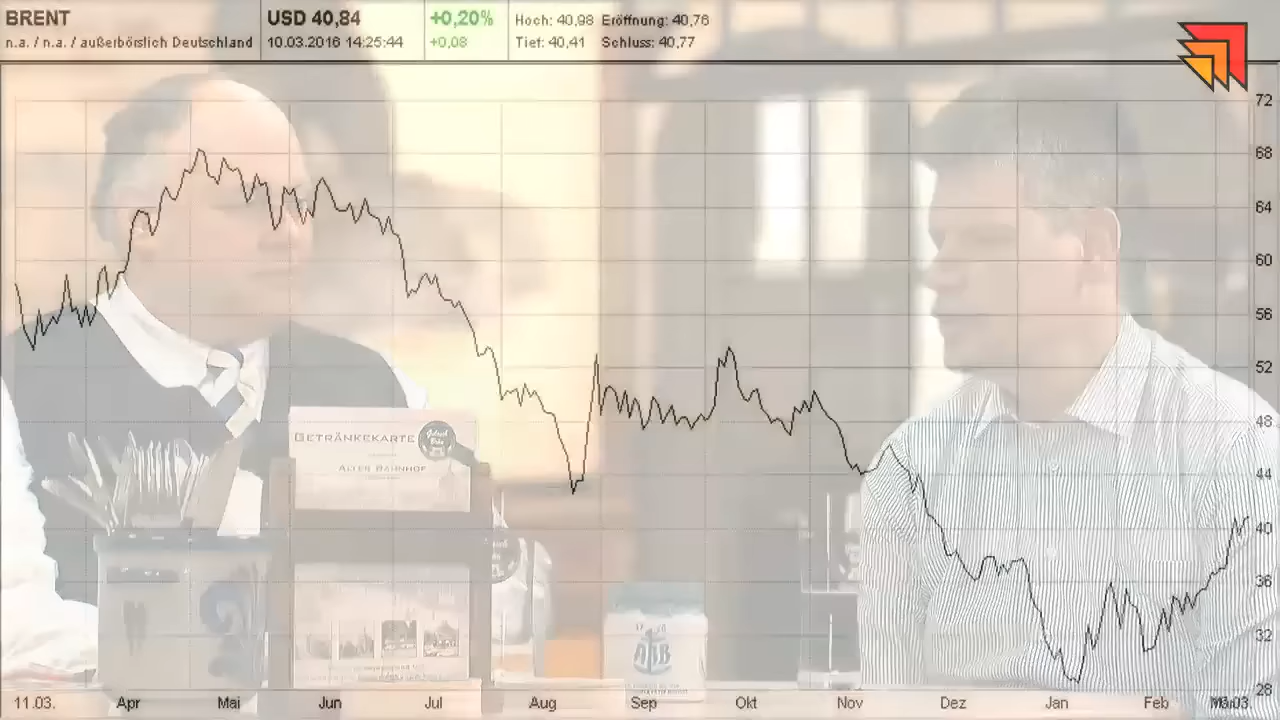 BRENT
n.a. / n.a. / außerbörslich Deutschland
USD 40,84
10.03.2016 14:25:44
+0,20%
+0,08
Hoch: 40,98 Eröffnung: 40,76
Tief: 40,41 Schluss: 40,77
72
68
64
60
56
52
48
44
40
36
32
28
GETRÄNKEKARTE
ALTER BAHNHOF
11.03. Apr Mai Jun Jul Aug Sep Okt Nov Dez Jan Feb